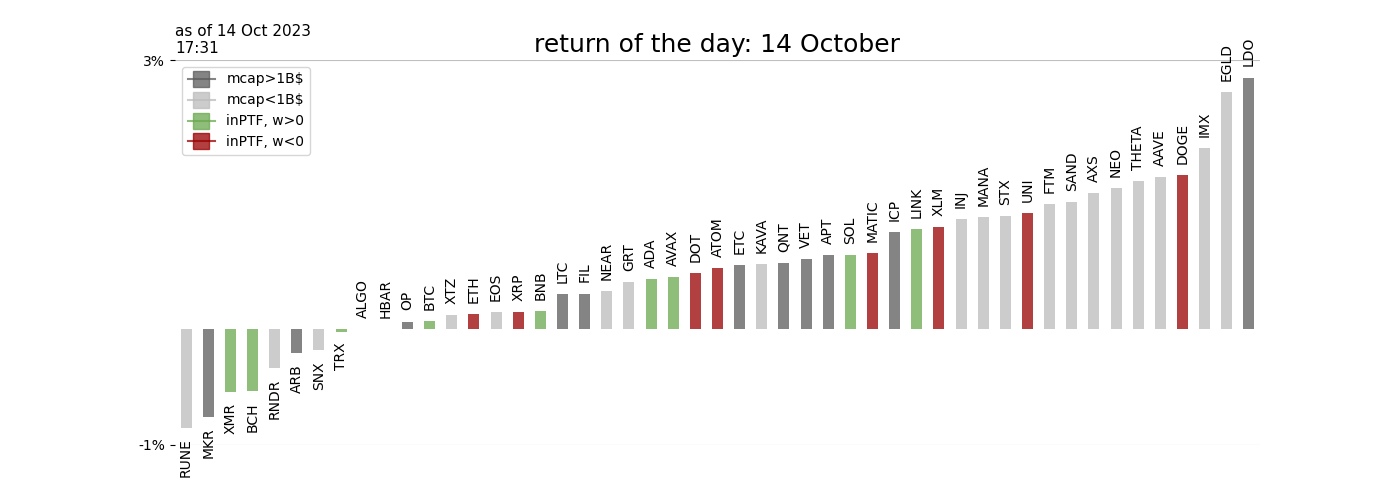 as of 14 Oct 2023
17:31
return of the day: 14 October
3%
mcap>1B$
mcap<1B$
inPTF, w>0
inPTF, w<0
-1%
RUNE
MKR
XMR
BCH
RNDR
ARB
SNX
TRX
ALGO
HBAR
OP
BTC
XTZ
ETH
EOS
XRP
BNB
LTC
FIL
NEAR
GRT
ADA
AVAX
DOT
ATOM
ETC
KAVA
QNT
VET
APT
SOL
MATIC
ICP
LINK
XLM
INJ
MANA
STX
UNI
FTM
SAND
AXS
NEO
THETA
AAVE
DOGE
IMX
EGLD
LDO